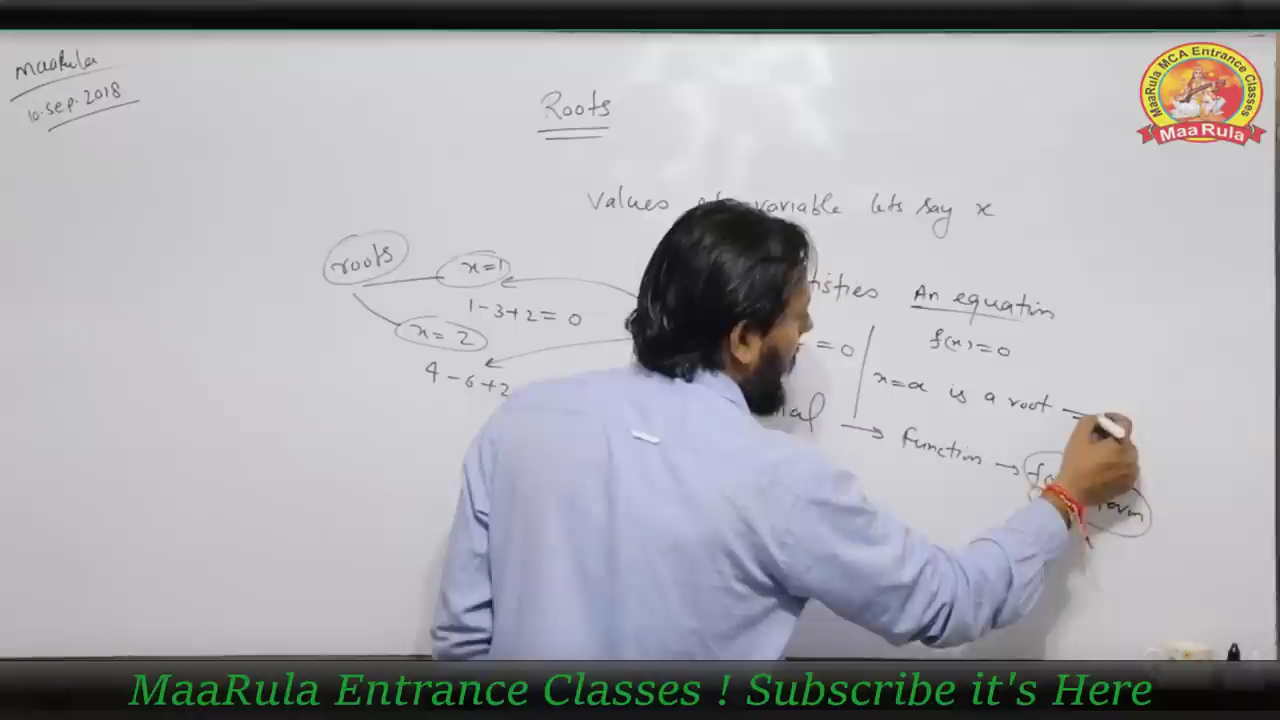 MaaRula
10-Sep-2018
MaaRula MCA Entrance Classes
MaaRula
Roots
Values variable lets say x
roots
x=1
An equation
1-3+2=0
x=2
=0
f(x)=0
4-6+2
x=α is a root →
→ Function →
MaaRula Entrance Classes ! Subscribe it's Here